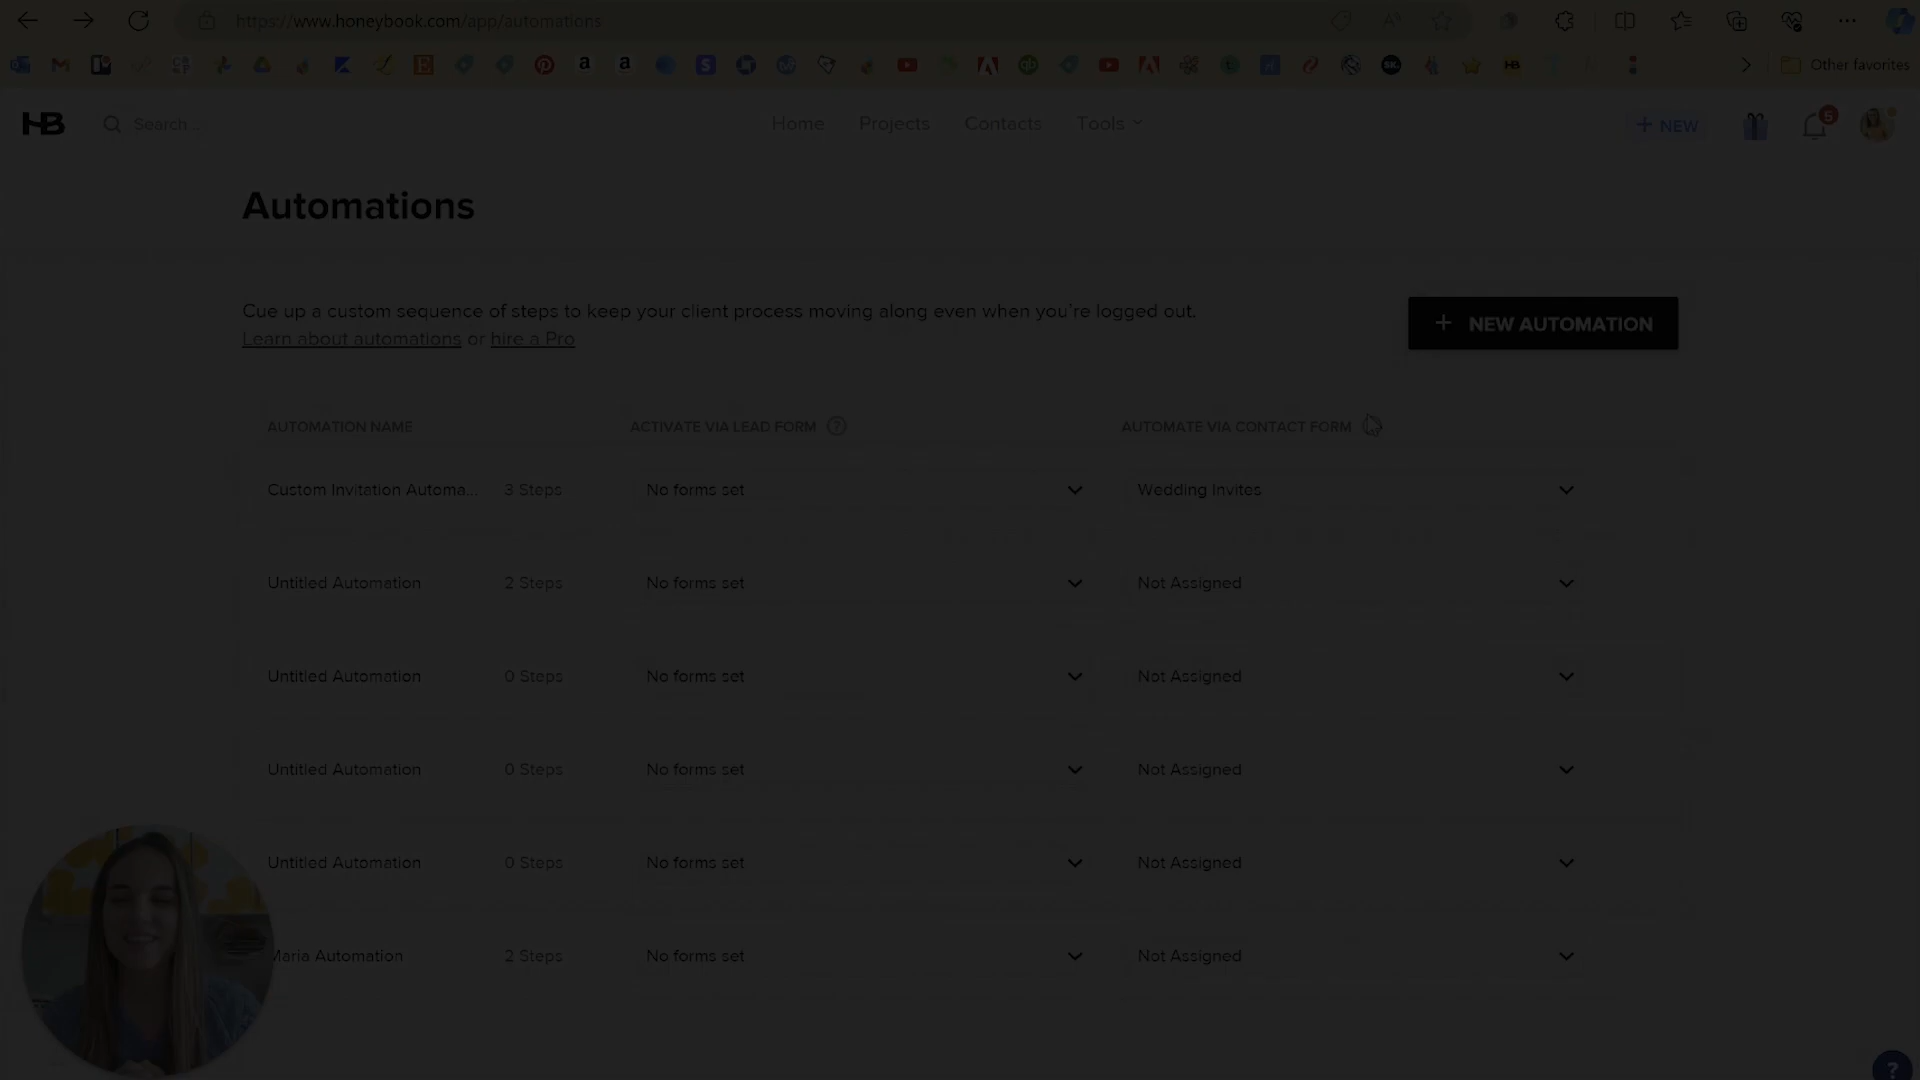 https://www.honeybook.com/app/automations
Other favorites
HB
Search...
Home
Projects
Contacts
Tools
+ NEW
5
Automations
Cue up a custom sequence of steps to keep your client process moving along even when you're logged out.
Learn about automations or hire a Pro
+ NEW AUTOMATION
AUTOMATION NAME
ACTIVATE VIA LEAD FORM ?
AUTOMATE VIA CONTACT FORM
Custom Invitation Automa... 3 Steps No forms set Wedding Invites
Untitled Automation 2 Steps No forms set Not Assigned
Untitled Automation 0 Steps No forms set Not Assigned
Untitled Automation 0 Steps No forms set Not Assigned
Untitled Automation 0 Steps No forms set Not Assigned
Maria Automation 2 Steps No forms set Not Assigned
?